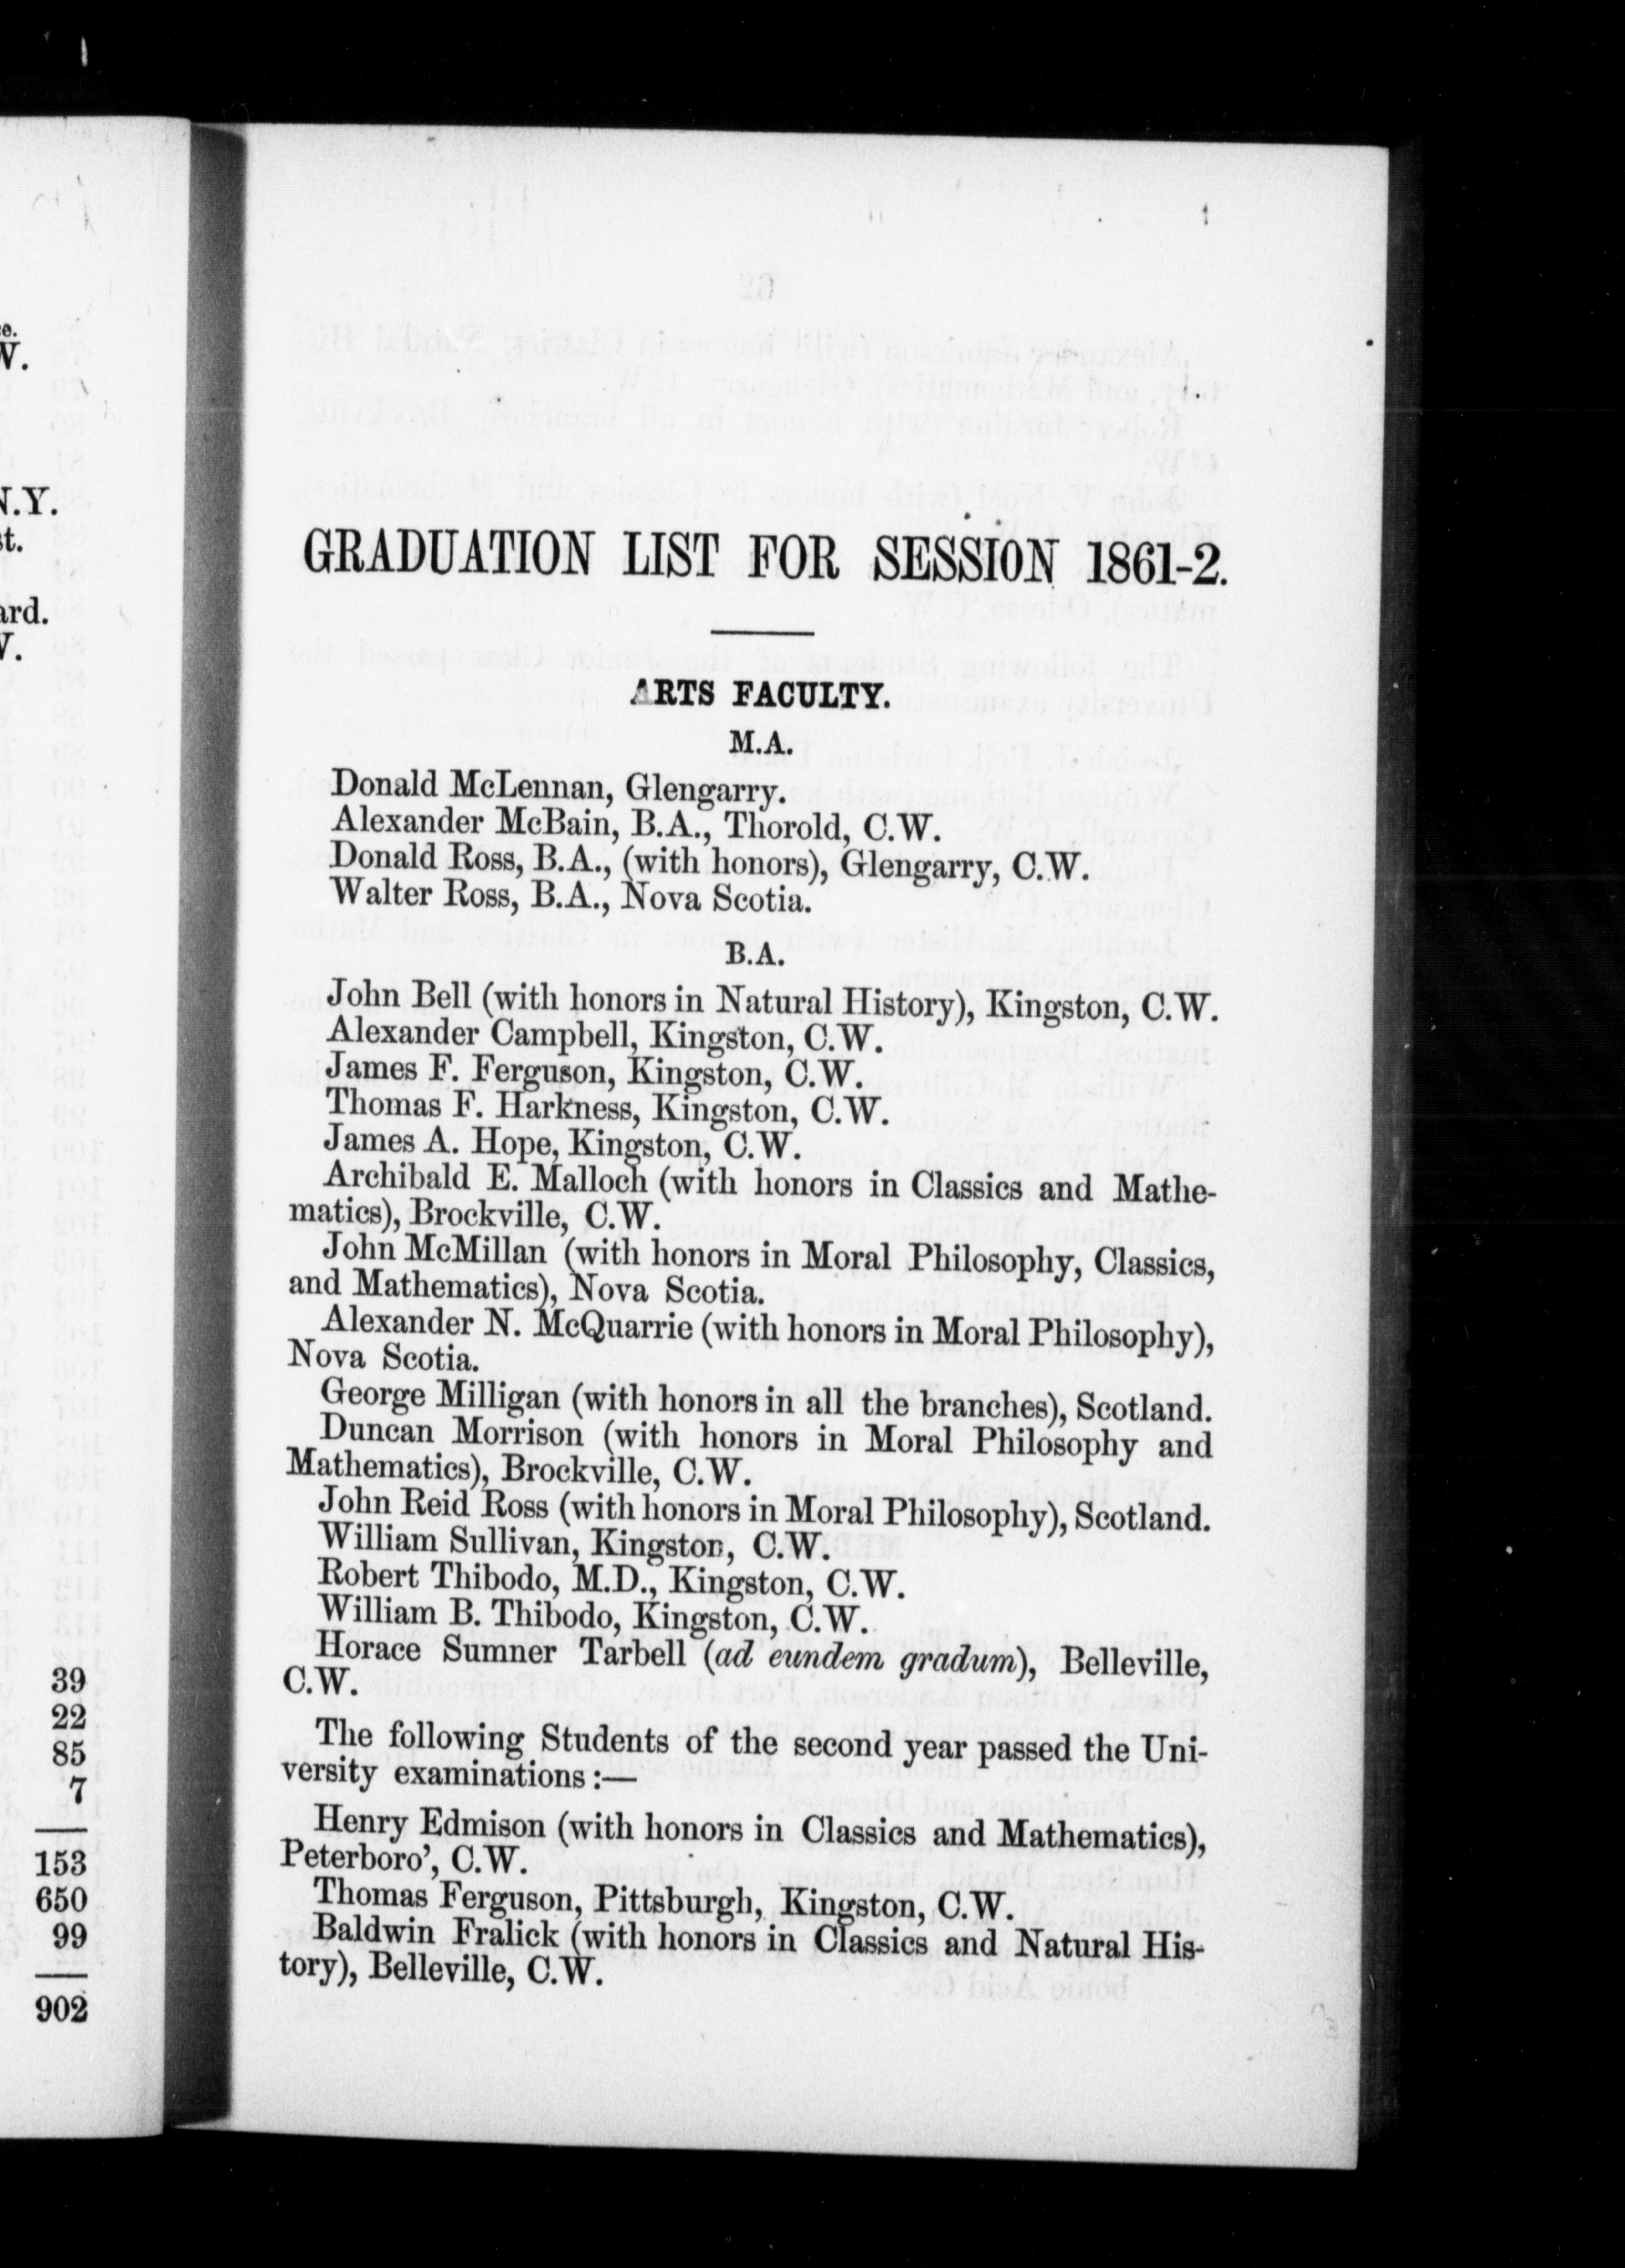 e.
W.
N.Y.
st.
ard.
V.
39
22
85
7
153
650
99
902
GRADUATION LIST FOR SESSION 1861-2.
ARTS FACULTY.
M.A.
Donald McLennan, Glengarry.
Alexander McBain, B.A., Thorold, C.W.
Donald Ross, B.A., (with honors), Glengarry, C.W.
Walter Ross, B.A., Nova Scotia.
B.A.
John Bell (with honors in Natural History), Kingston, C.W.
Alexander Campbell, Kingston, C.W.
James F. Ferguson, Kingston, C.W.
Thomas F. Harkness, Kingston, C.W.
James A. Hope, Kingston, C.W.
Archibald E. Malloch (with honors in Classics and Mathe-
matics), Brockville, C.W.
John McMillan (with honors in Moral Philosophy, Classics,
and Mathematics), Nova Scotia.
Alexander N. McQuarrie (with honors in Moral Philosophy),
Nova Scotia.
George Milligan (with honors in all the branches), Scotland.
Duncan Morrison (with honors in Moral Philosophy and
Mathematics), Brockville, C.W.
John Reid Ross (with honors in Moral Philosophy), Scotland.
William Sullivan, Kingston, C.W.
Robert Thibodo, M.D., Kingston, C.W.
William B. Thibodo, Kingston, C.W.
Horace Sumner Tarbell (ad eundem gradum), Belleville,
C.W.
The following Students of the second year passed the Uni-
versity examinations :—
Henry Edmison (with honors in Classics and Mathematics),
Peterboro', C.W.
Thomas Ferguson, Pittsburgh, Kingston, C.W.
Baldwin Fralick (with honors in Classics and Natural His-
tory), Belleville, C.W.